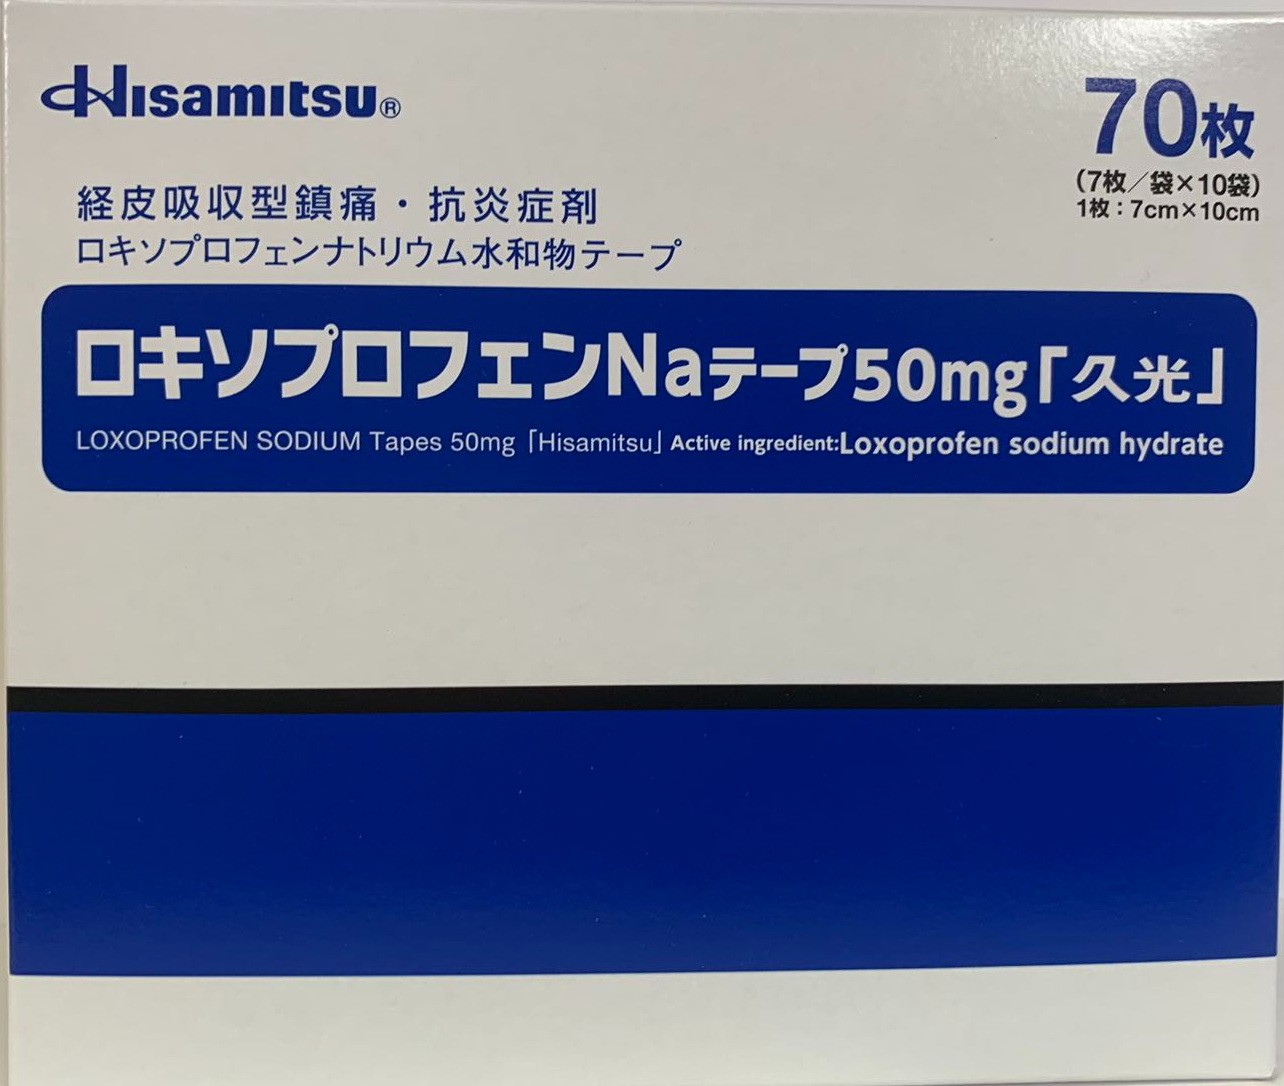 Hisamitsu®
70枚
(7枚／袋×10袋)
1枚：7cm×10cm
経皮吸収型鎮痛・抗炎症剤
ロキソプロフェンナトリウム水和物テープ
ロキソプロフェンNaテープ50mg「久光」
LOXOPROFEN SODIUM Tapes 50mg「Hisamitsu」Active ingredient:Loxoprofen sodium hydrate